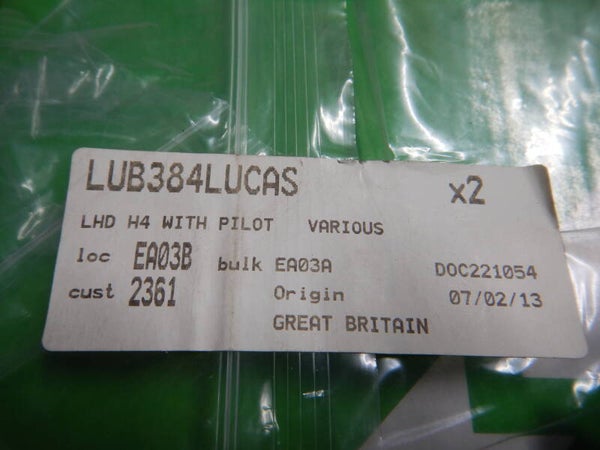 LUB384LUCAS x2
LHD H4 WITH PILOT VARIOUS
loc EA03B bulk EA03A DOC221054
cust 2361 Origin 07/02/13
GREAT BRITAIN